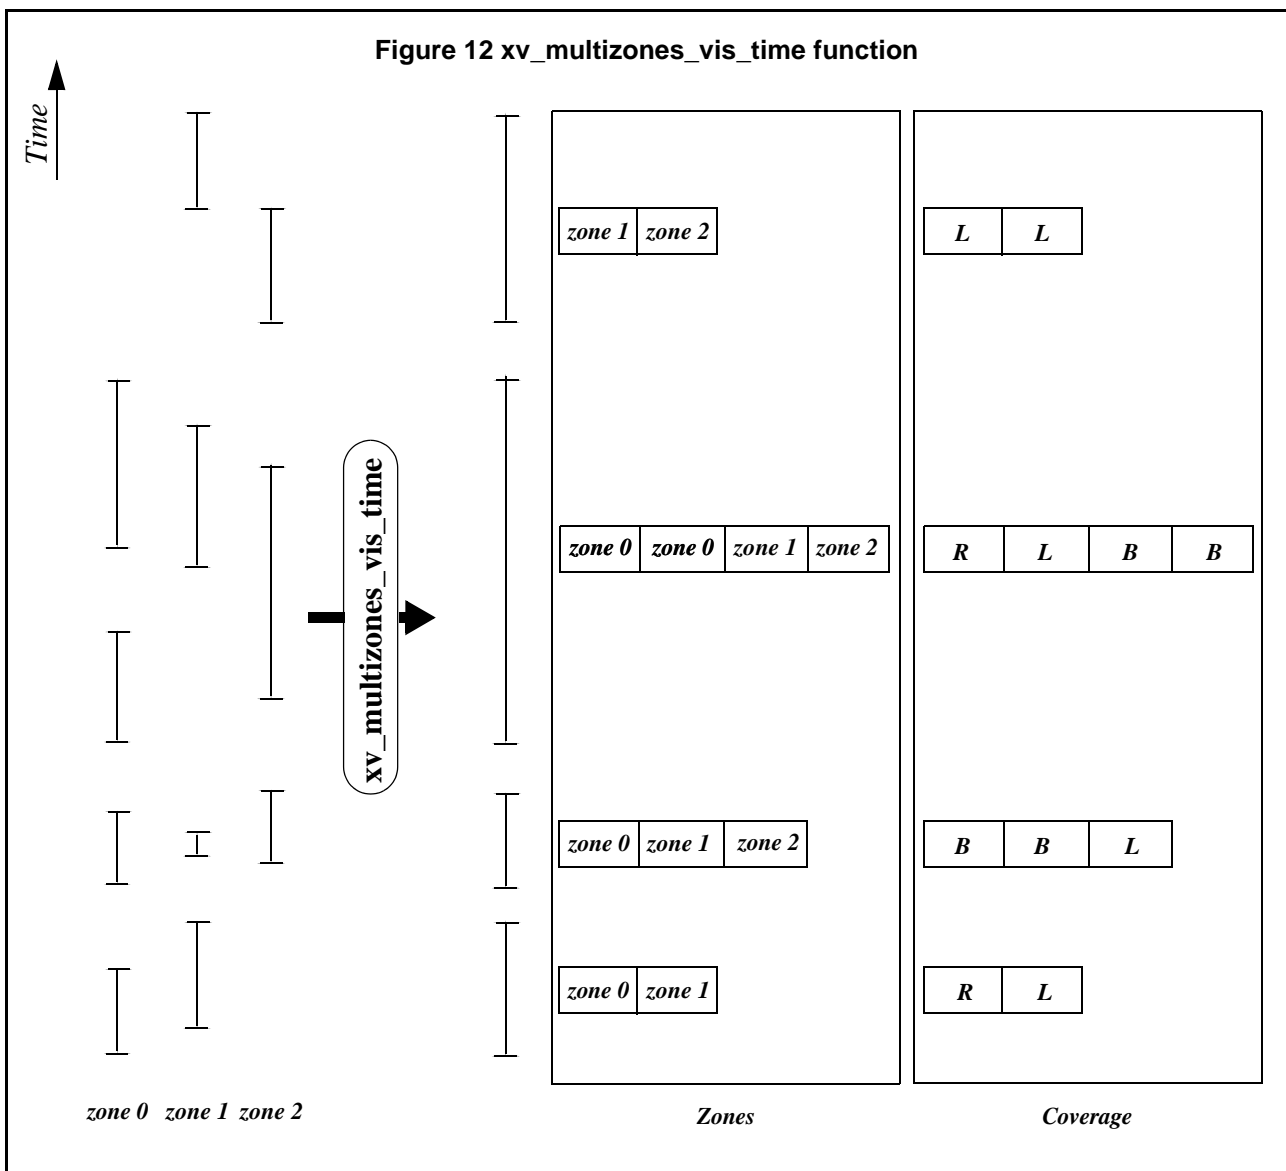 Figure 12 xv_multizones_vis_time function
Time
zone 1 zone 2
L L
xv_multizones_vis_time
zone 0 zone 0 zone 1 zone 2
R L B B
zone 0 zone 1 zone 2
B B L
zone 0 zone 1
R L
zone 0 zone 1 zone 2
Zones
Coverage